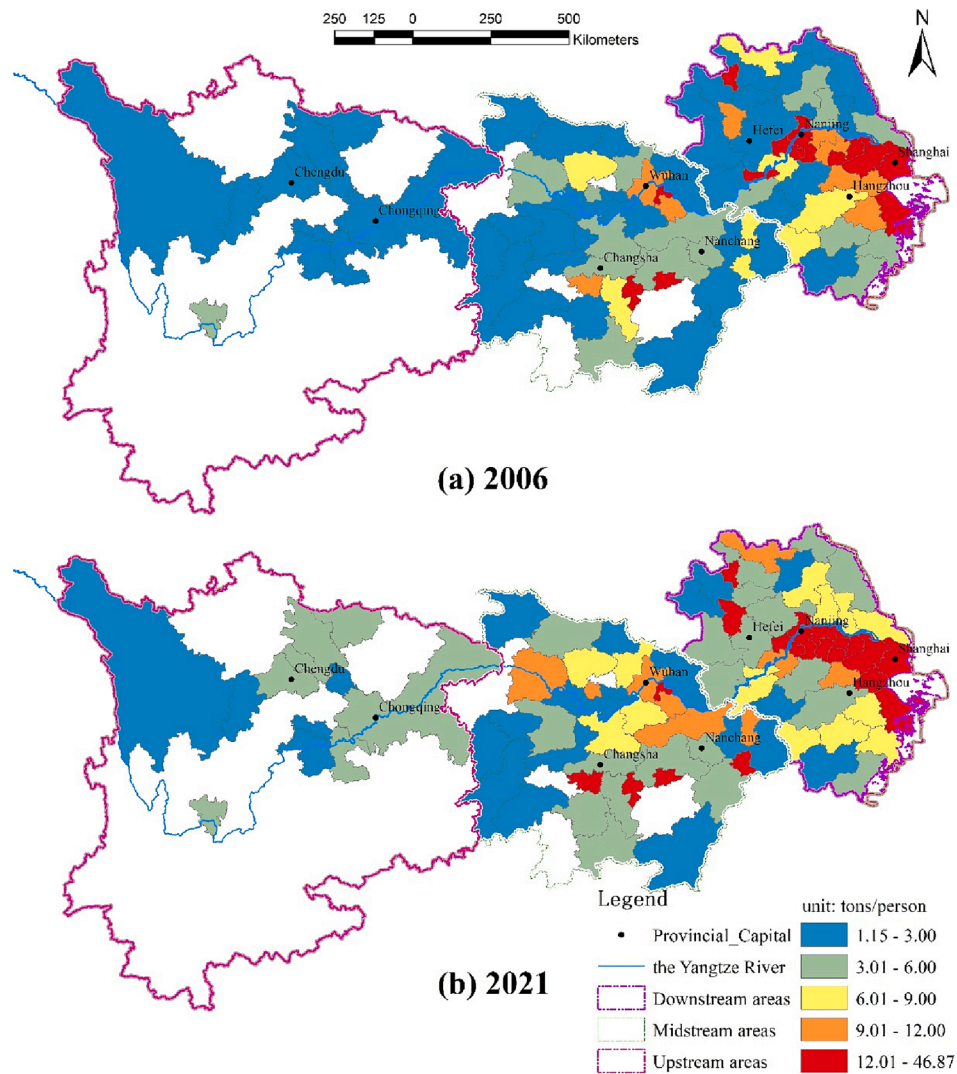 250 125 0 250 500
Kilometers
N
Chengdu
Chongqing
Wuhan
Changsha
Nanchang
Hefei
Nanjing
Shanghai
Hangzhou
(a) 2006
Chengdu
Chongqing
Wuhan
Changsha
Nanchang
Hefei
Nanjing
Shanghai
Hangzhou
(b) 2021
Legend
Provincial_Capital
the Yangtze River
Downstream areas
Midstream areas
Upstream areas
unit: tons/person
1.15 - 3.00
3.01 - 6.00
6.01 - 9.00
9.01 - 12.00
12.01 - 46.87